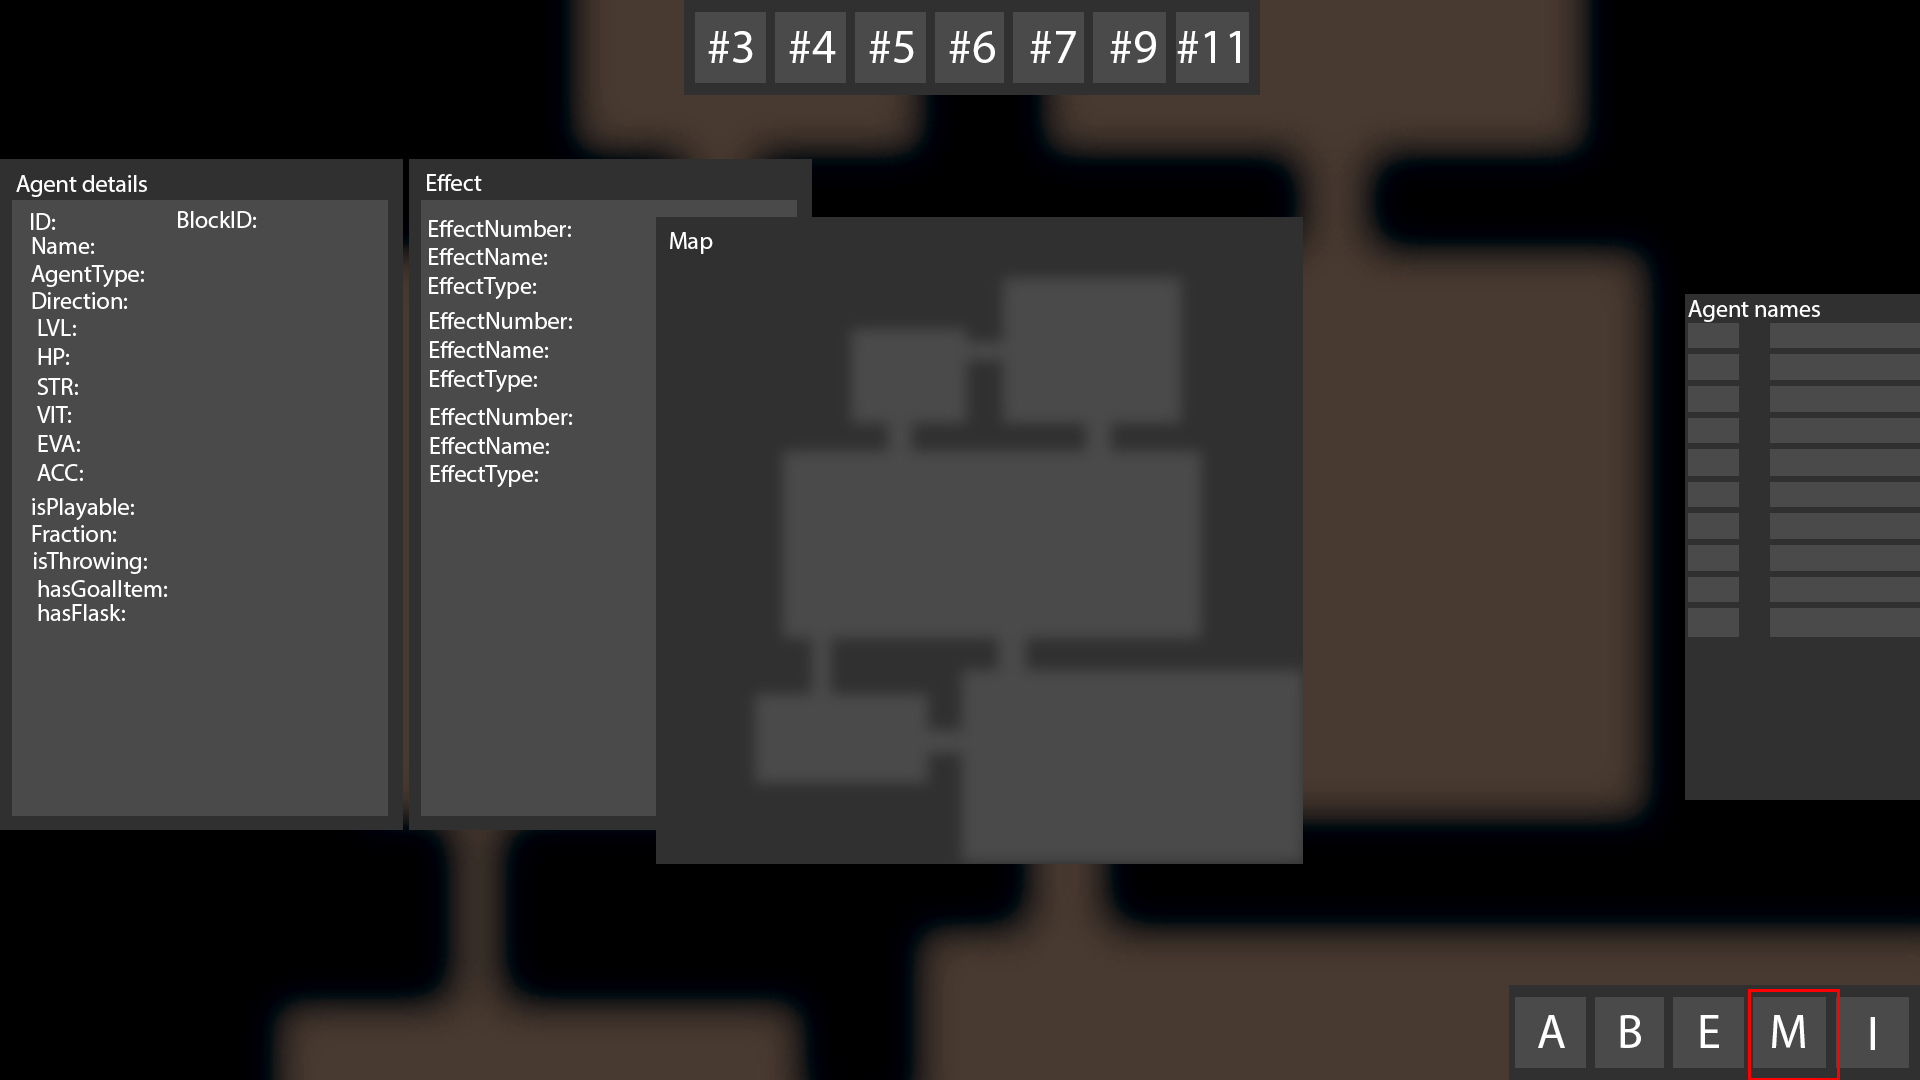 #3 #4 #5 #6 #7 #9 #11
Agent details
ID: BlockID:
Name:
AgentType:
Direction:
LVL:
HP:
STR:
VIT:
EVA:
ACC:
isPlayable:
Fraction:
isThrowing:
hasGoalItem:
hasFlask:
Effect
EffectNumber:
EffectName:
EffectType:
EffectNumber:
EffectName:
EffectType:
EffectNumber:
EffectName:
EffectType:
Map
Agent names
A B E M I